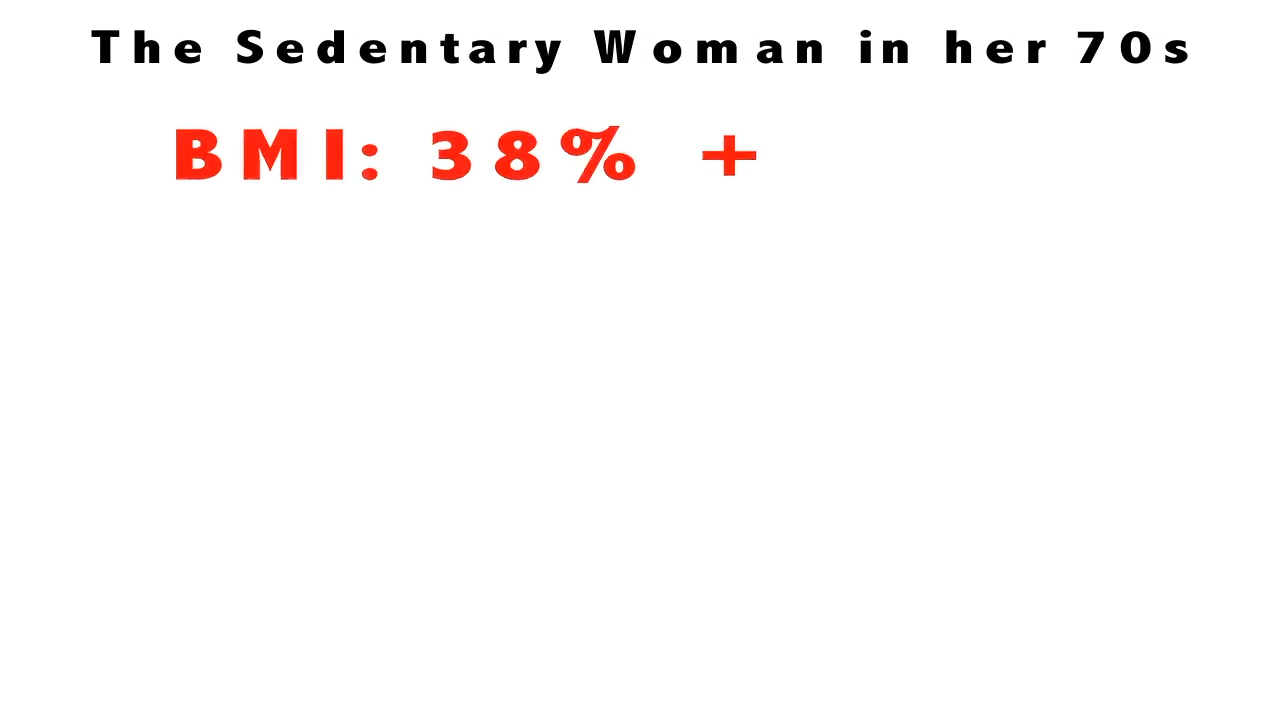 The Sedentary Woman in her 70s
BMI: 38% +